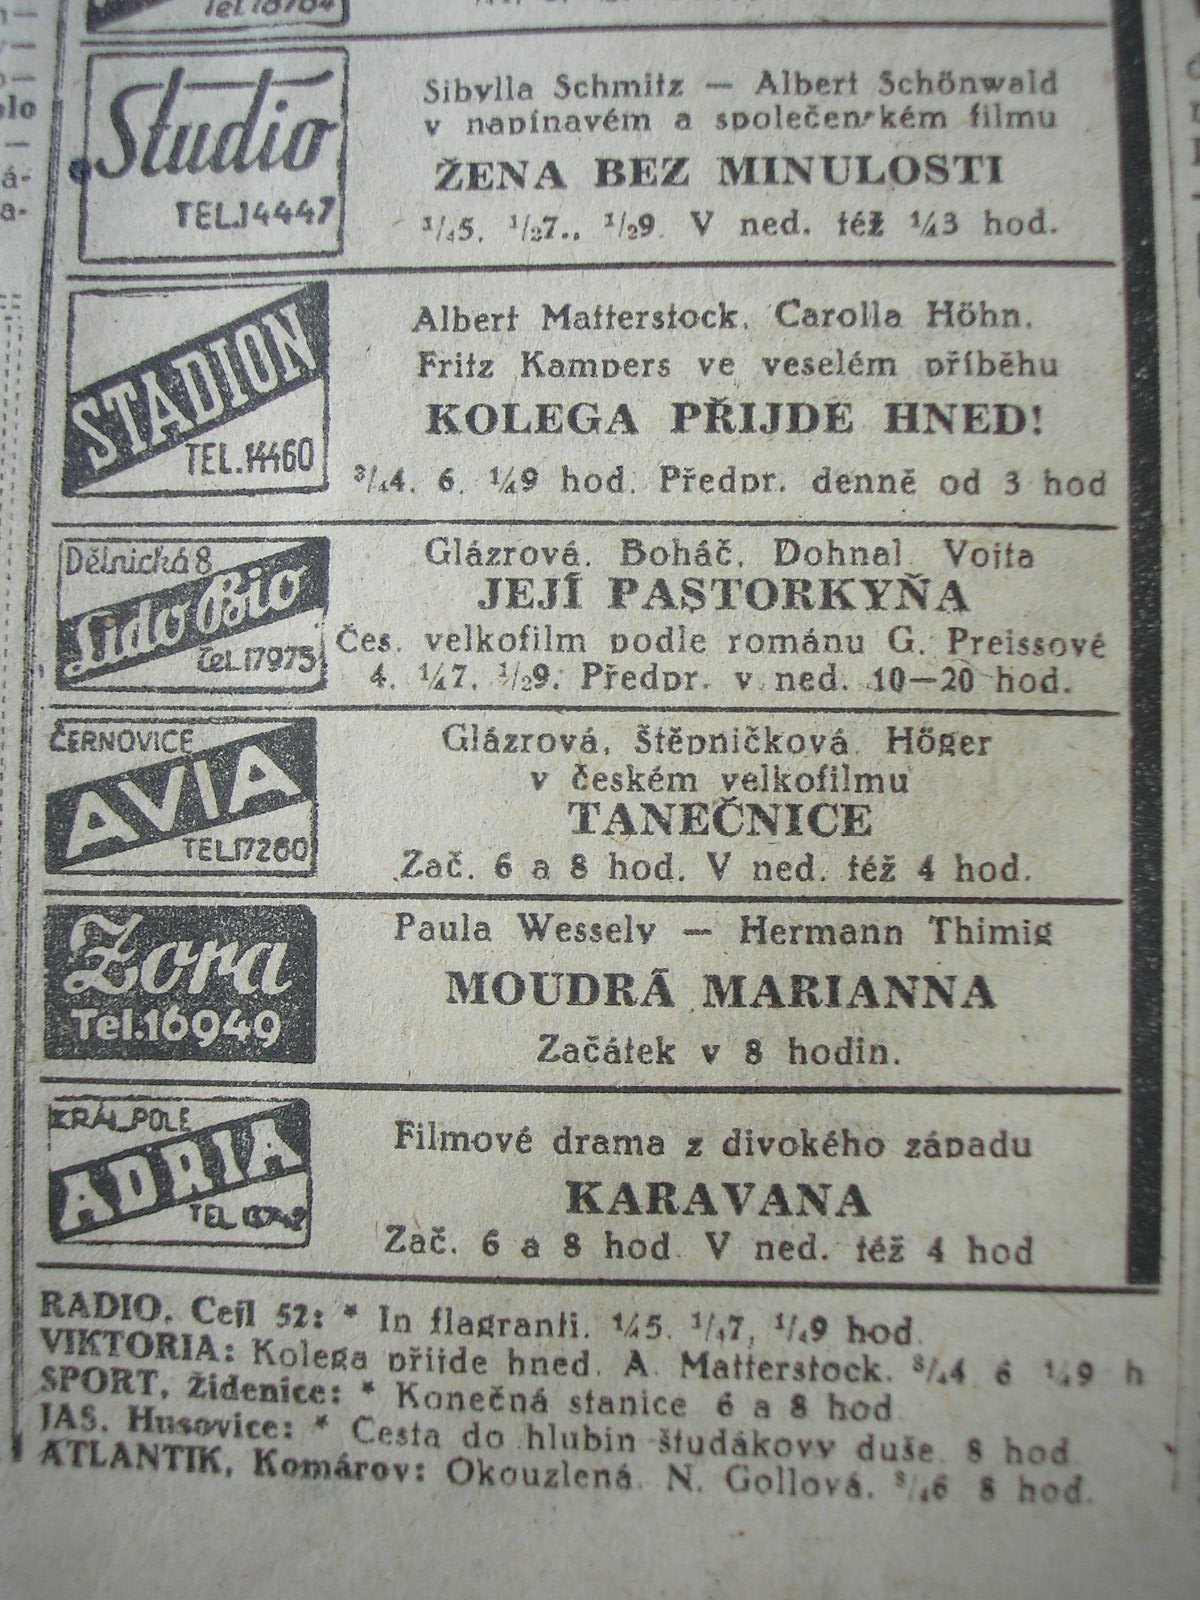 Studio
TEL.14447
Sibylla Schmitz — Albert Schönwald
v napínavém a společenském filmu
ŽENA BEZ MINULOSTI
¼5, ½7., ½9. V ned. též ¼3 hod.
STADION
TEL.14460
Albert Matterstock, Carolla Höhn,
Fritz Kampers ve veselém příběhu
KOLEGA PŘIJDE HNED!
¾4, 6, ¼9 hod. Předpr. denně od 3 hod
Dělnická 8
Lido Bio
Tel.17975
Glázrová, Boháč, Dohnal, Vojta
JEJÍ PASTORKYŇA
Čes. velkofilm podle románu G. Preissové
4, ¼7, ½9. Předpr. v ned. 10—20 hod.
ČERNOVICE
AVIA
TEL.17260
Glázrová, Štěpničková, Höger
v českém velkofilmu
TANEČNICE
Zač. 6 a 8 hod. V ned. též 4 hod.
Zora
Tel.16949
Paula Wessely — Hermann Thimig
MOUDRÁ MARIANNA
Začátek v 8 hodin.
KRÁL. POLE
ADRIA
TEL
Filmové drama z divokého západu
KARAVANA
Zač. 6 a 8 hod. V ned. též 4 hod
RADIO, Cejl 52: * In flagranti. ¼5, ¼7, ¼9 hod.
VIKTORIA: Kolega přijde hned. A. Matterstock. ¾4 6 ¼9 h
SPORT, Židenice: * Konečná stanice 6 a 8 hod
JAS, Husovice: * Cesta do hlubin študákovy duše. 8 hod.
ATLANTIK, Komárov: Okouzlená. N. Gollová. ¾6 8 hod.